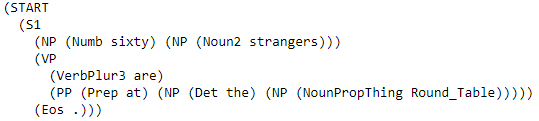 (START
(S1
(NP (Numb sixty) (NP (Noun2 strangers)))
(VP
(VerbPlur3 are)
(PP (Prep at) (NP (Det the) (NP (NounPropThing Round_Table)))))
(Eos .)))